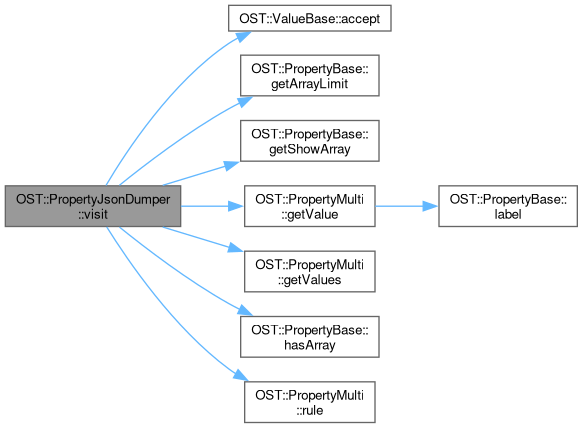 OST::ValueBase::accept
OST::PropertyBase::
getArrayLimit
OST::PropertyBase::
getShowArray
OST::PropertyJsonDumper
::visit
OST::PropertyMulti
::getValue
OST::PropertyBase::
label
OST::PropertyMulti
::getValues
OST::PropertyBase::
hasArray
OST::PropertyMulti
::rule